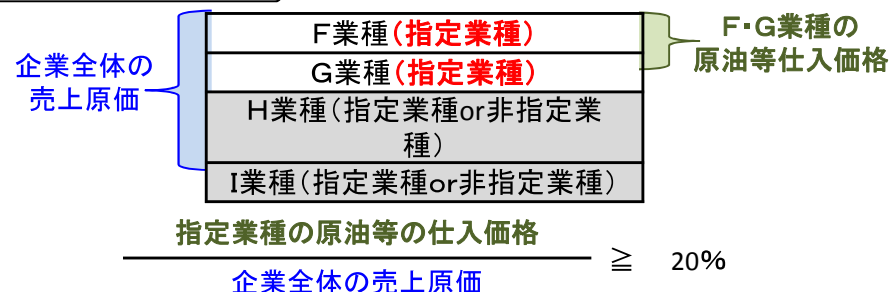 F業種(指定業種)
G業種(指定業種)
H業種(指定業種or非指定業
種)
I業種(指定業種or非指定業種)
企業全体の
売上原価
F・G業種の
原油等仕入価格
指定業種の原油等の仕入価格
企業全体の売上原価
≧ 20%